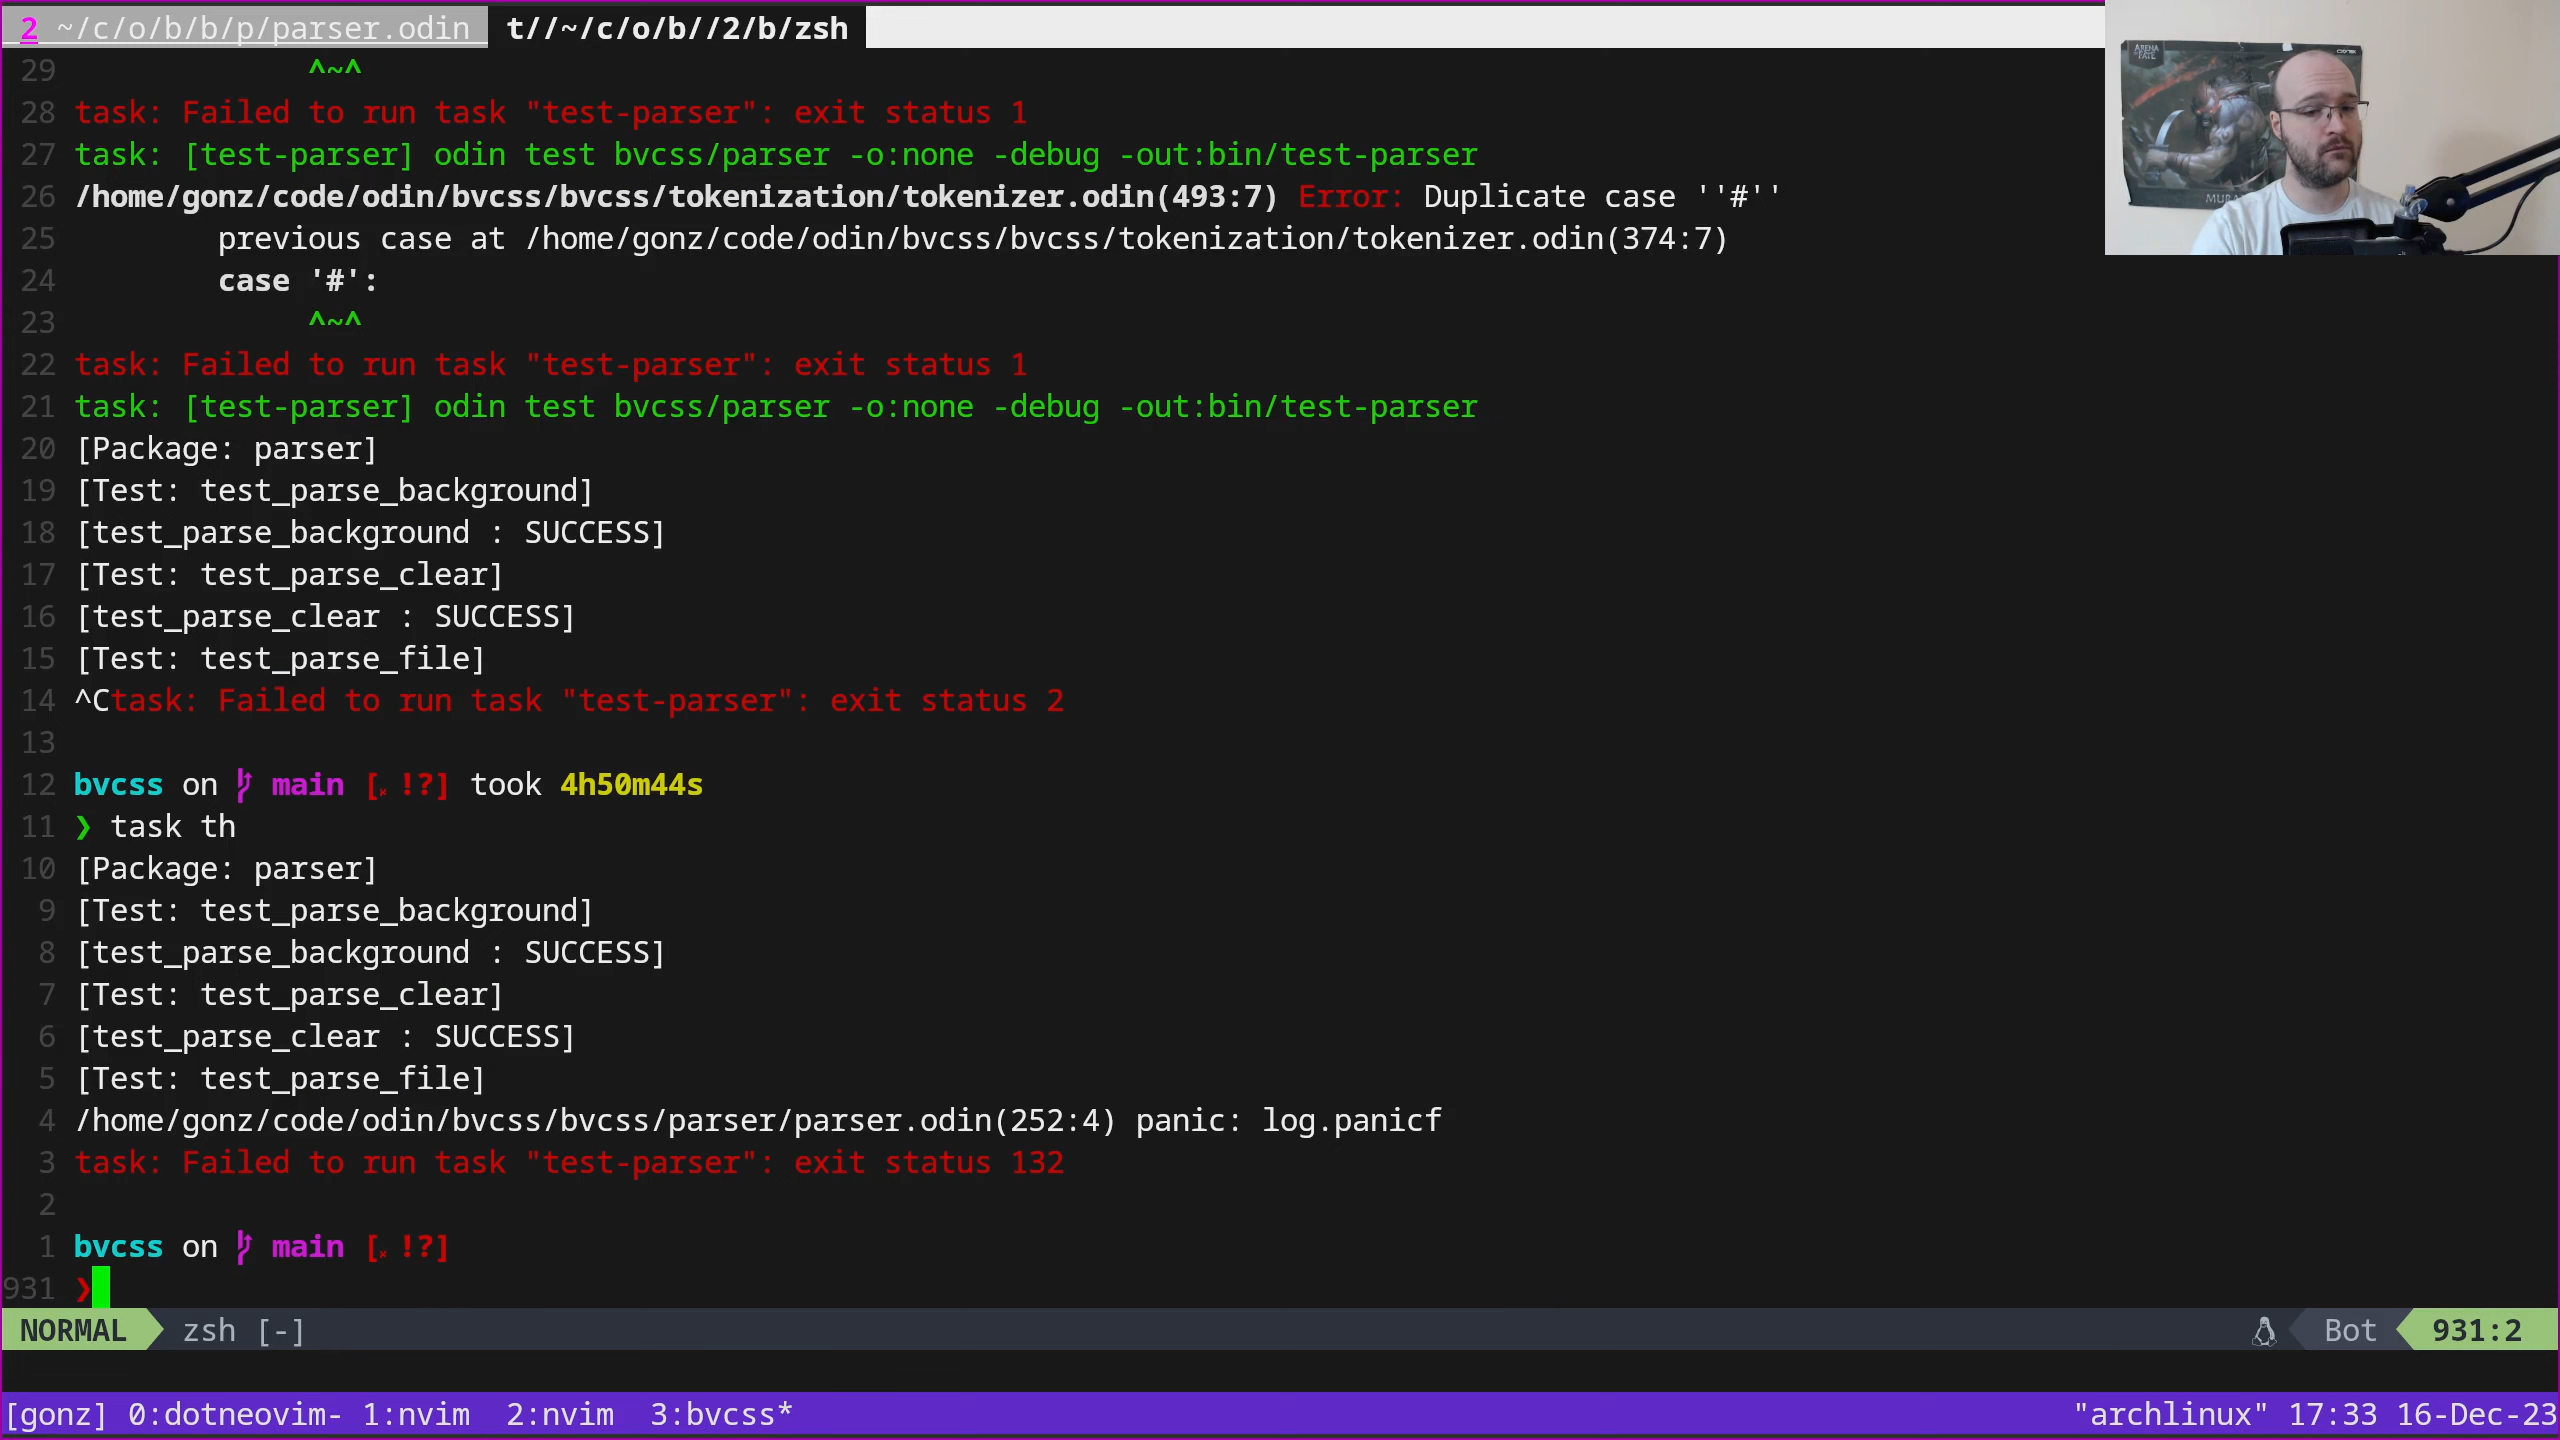 2 ~/c/o/b/b/p/parser.odin t//~/c/o/b//2/b/zsh
29 ^~^
28 task: Failed to run task "test-parser": exit status 1
27 task: [test-parser] odin test bvcss/parser -o:none -debug -out:bin/test-parser
26 /home/gonz/code/odin/bvcss/bvcss/tokenization/tokenizer.odin(493:7) Error: Duplicate case ''#''
25 previous case at /home/gonz/code/odin/bvcss/bvcss/tokenization/tokenizer.odin(374:7)
24 case '#':
23 ^~^
22 task: Failed to run task "test-parser": exit status 1
21 task: [test-parser] odin test bvcss/parser -o:none -debug -out:bin/test-parser
20 [Package: parser]
19 [Test: test_parse_background]
18 [test_parse_background : SUCCESS]
17 [Test: test_parse_clear]
16 [test_parse_clear : SUCCESS]
15 [Test: test_parse_file]
14 ^Ctask: Failed to run task "test-parser": exit status 2
13
12 bvcss on main [ !?] took 4h50m44s
11 ❯ task th
10 [Package: parser]
9 [Test: test_parse_background]
8 [test_parse_background : SUCCESS]
7 [Test: test_parse_clear]
6 [test_parse_clear : SUCCESS]
5 [Test: test_parse_file]
4 /home/gonz/code/odin/bvcss/bvcss/parser/parser.odin(252:4) panic: log.panicf
3 task: Failed to run task "test-parser": exit status 132
2
1 bvcss on main [ !?]
931 ❯
NORMAL zsh [-] Bot 931:2
[gonz] 0:dotneovim- 1:nvim 2:nvim 3:bvcss* "archlinux" 17:33 16-Dec-23